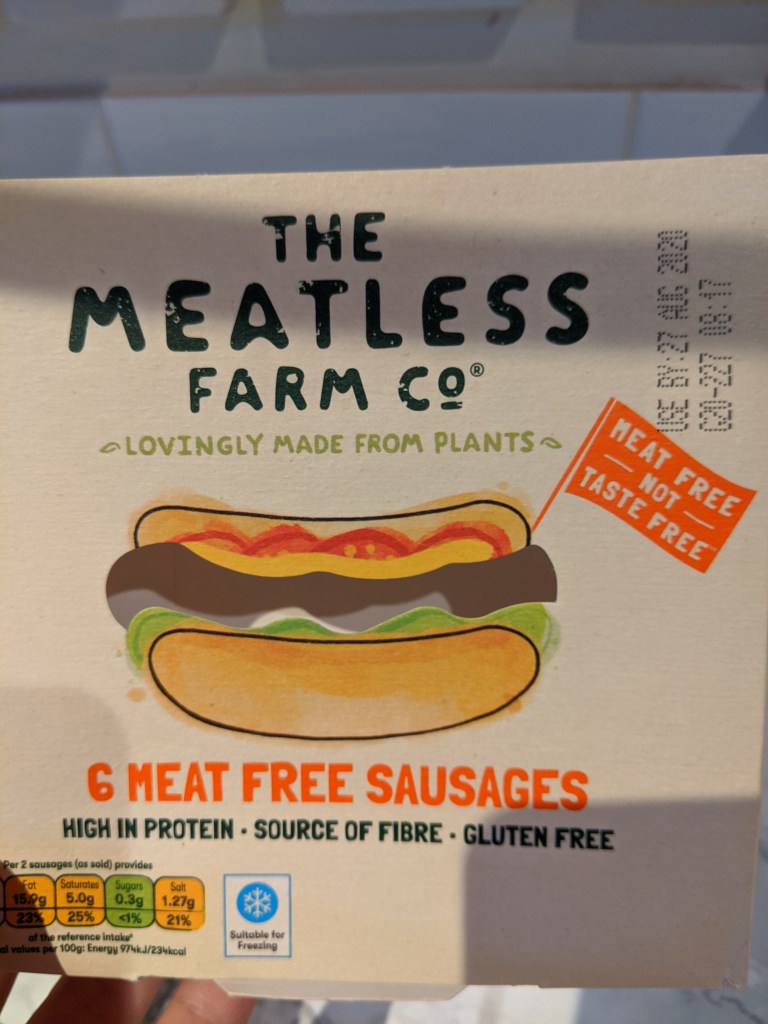 THE
MEATLESS
FARM CO®
LOVINGLY MADE FROM PLANTS
USE BY:27 AUG 2020
G20-227 08:17
MEAT FREE
NOT
TASTE FREE
6 MEAT FREE SAUSAGES
HIGH IN PROTEIN · SOURCE OF FIBRE · GLUTEN FREE
Per 2 sausages (as sold) provides
Fat Saturates Sugars Salt
15.9g 5.0g 0.3g 1.27g
23% 25% <1% 21%
of the reference intake*
values per 100g: Energy 974kJ/234kcal
Suitable for
Freezing